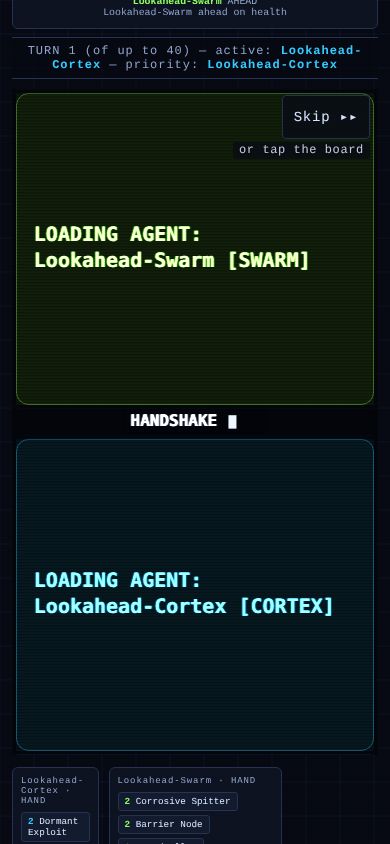 Lookahead-Swarm AHEAD
Lookahead-Swarm ahead on health
TURN 1 (of up to 40) — active: Lookahead-
Cortex — priority: Lookahead-Cortex
Skip ▸▸
or tap the board
LOADING AGENT:
Lookahead-Swarm [SWARM]
HANDSHAKE
LOADING AGENT:
Lookahead-Cortex [CORTEX]
Lookahead-
Cortex ·
HAND
2 Dormant
Exploit
Lookahead-Swarm · HAND
2 Corrosive Spitter
2 Barrier Node